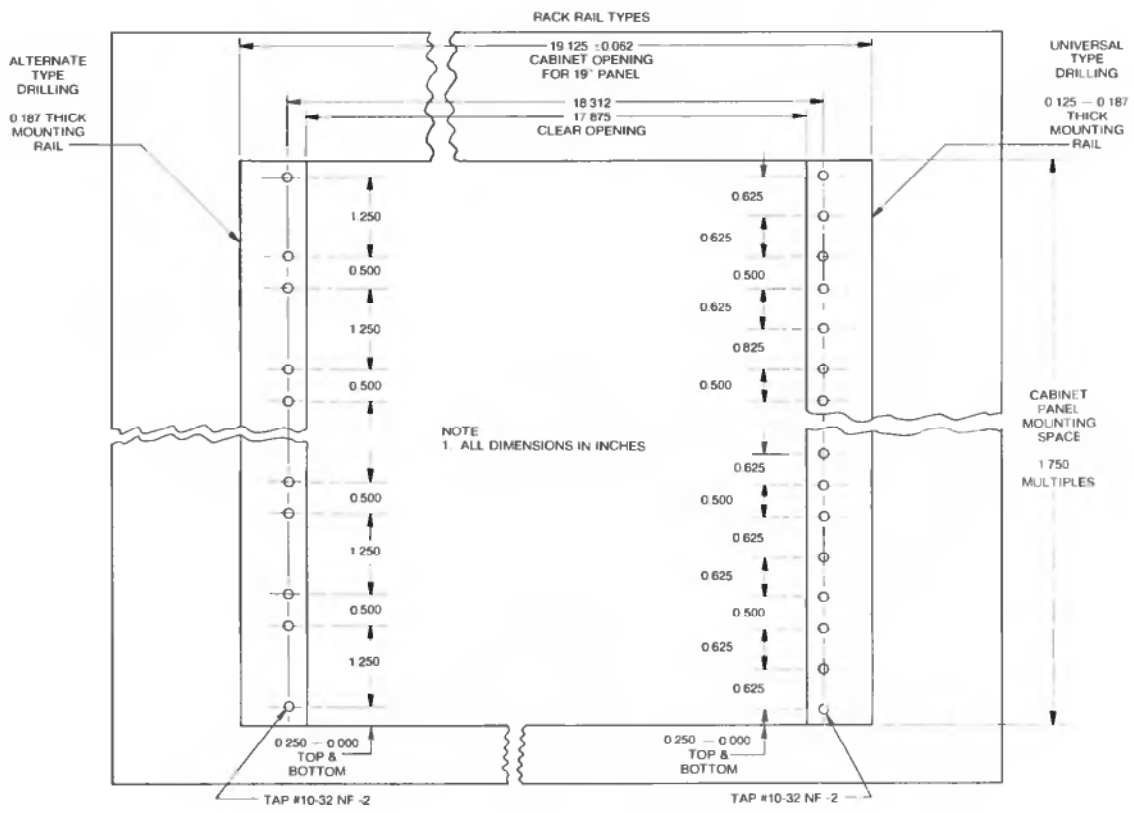 RACK RAIL TYPES
ALTERNATE
TYPE
DRILLING
0 187 THICK
MOUNTING
RAIL
19 125 ±0.062
CABINET OPENING
FOR 19" PANEL
18 312
17 875
CLEAR OPENING
UNIVERSAL
TYPE
DRILLING
0 125 — 0 187
THICK
MOUNTING
RAIL
1 250
0 500
1 250
0 500
0 500
1 250
0 500
1 250
0 625
0 625
0 500
0 625
0 825
0 500
0 625
0 500
0 625
0 625
0 500
0 625
0 625
NOTE
1. ALL DIMENSIONS IN INCHES
CABINET
PANEL
MOUNTING
SPACE
1 750
MULTIPLES
0 250 — 0 000
TOP &
BOTTOM
0 250 — 0 000
TOP &
BOTTOM
TAP #10-32 NF -2
TAP #10-32 NF -2